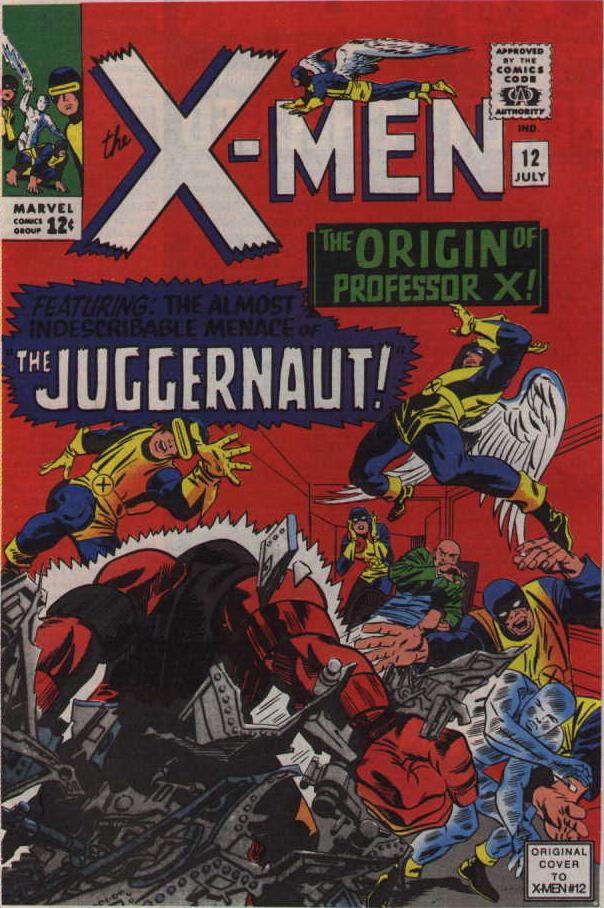 the
X-MEN
APPROVED
BY THE
COMICS
CODE
CA
AUTHORITY
IND.
12
JULY
MARVEL
COMICS
GROUP 12¢
THE ORIGIN OF
PROFESSOR X!
FEATURING: THE ALMOST
INDESCRIBABLE MENACE OF
"THE JUGGERNAUT!"
ORIGINAL
COVER
TO
X-MEN #12